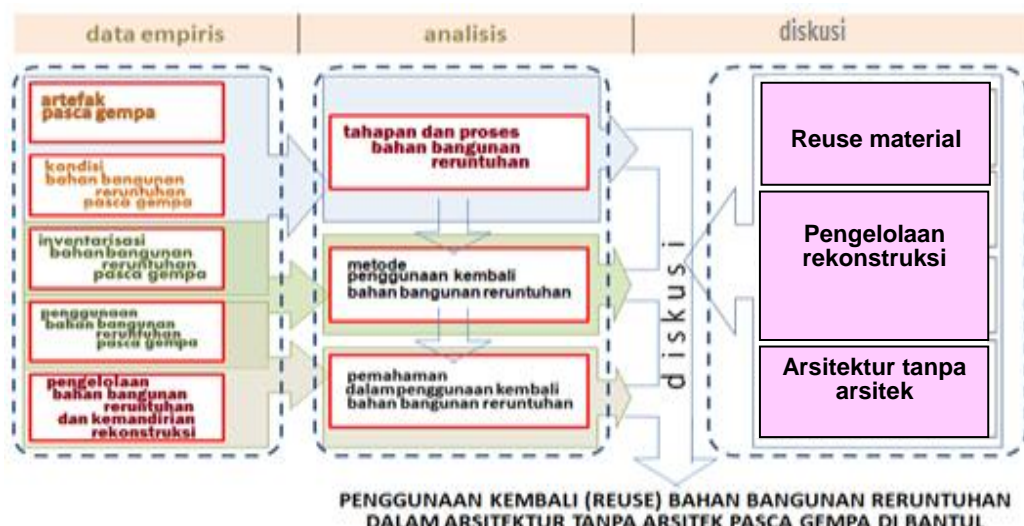 data empiris
analisis
diskusi
artefak
pasca gempa
kondisi
bahan bangunan
reruntuhan
pasca gempa
inventarisasi
bahan bangunan
reruntuhan
pasca gempa
penggunaan
bahan bangunan
reruntuhan
pasca gempa
pengelolaan
bahan bangunan
reruntuhan
dan kemandirian
rekonstruksi
tahapan dan proses
bahan bangunan
reruntuhan
metode
penggunaan kembali
bahan bangunan reruntuhan
pemahaman
dalam penggunaan kembali
bahan bangunan reruntuhan
diskusi
Reuse material
Pengelolaan
rekonstruksi
Arsitektur tanpa
arsitek
PENGGUNAAN KEMBALI (REUSE) BAHAN BANGUNAN RERUNTUHAN
DALAM ARSITEKTUR TANPA ARSITEK PASCA GEMPA DI BANTUL